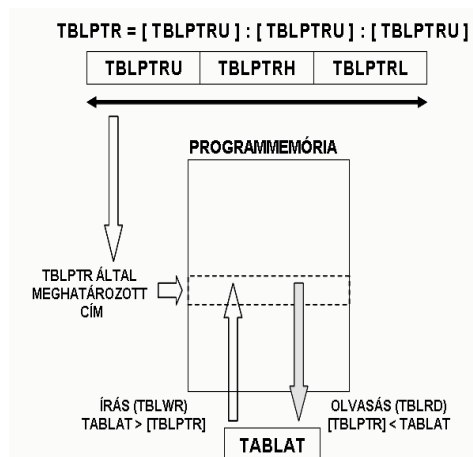 TBLPTR = [ TBLPTRU ] : [ TBLPTRU ] : [ TBLPTRU ]
TBLPTRU TBLPTRH TBLPTRL
PROGRAMMEMÓRIA
TBLPTR ÁLTAL
MEGHATÁROZOTT
CÍM
ÍRÁS (TBLWR)
TABLAT > [TBLPTR]
OLVASÁS (TBLRD)
[TBLPTR] < TABLAT
TABLAT